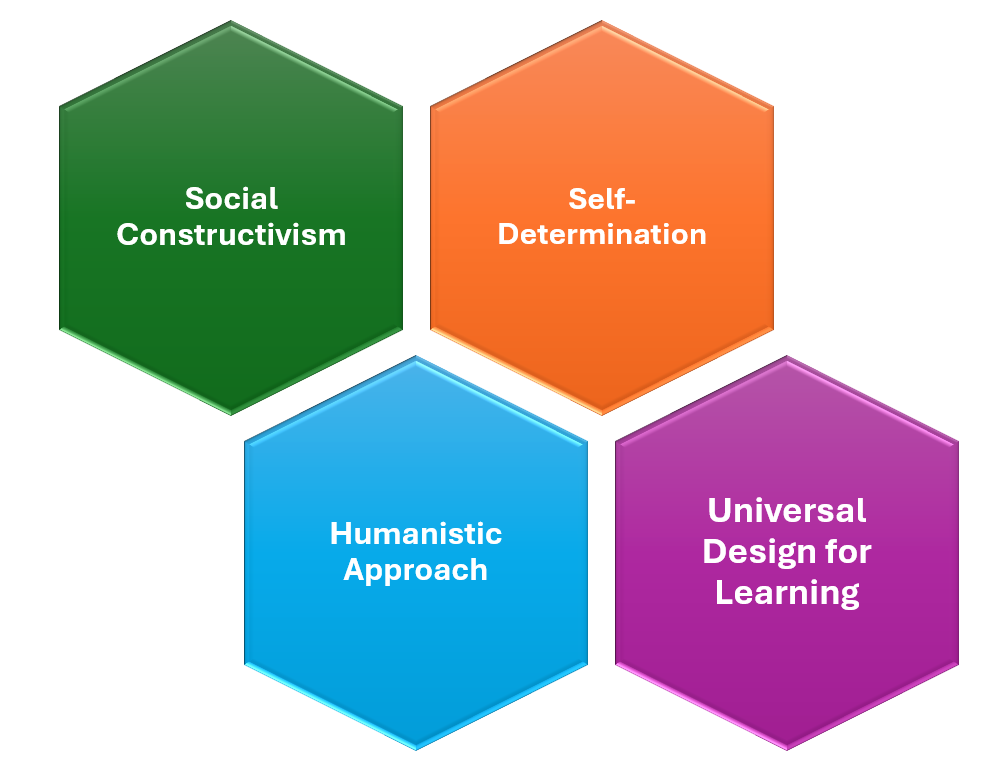 Social
Constructivism
Self-
Determination
Humanistic
Approach
Universal
Design for
Learning